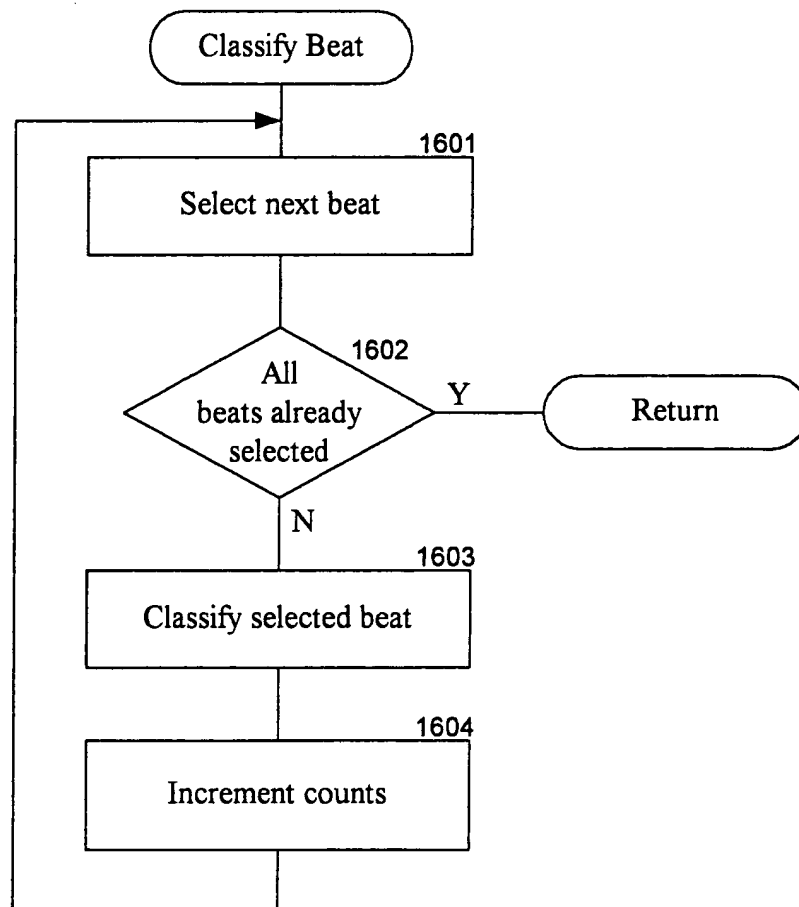 Classify Beat
1601
Select next beat
1602
All
beats already
selected
Y
Return
N
1603
Classify selected beat
1604
Increment counts